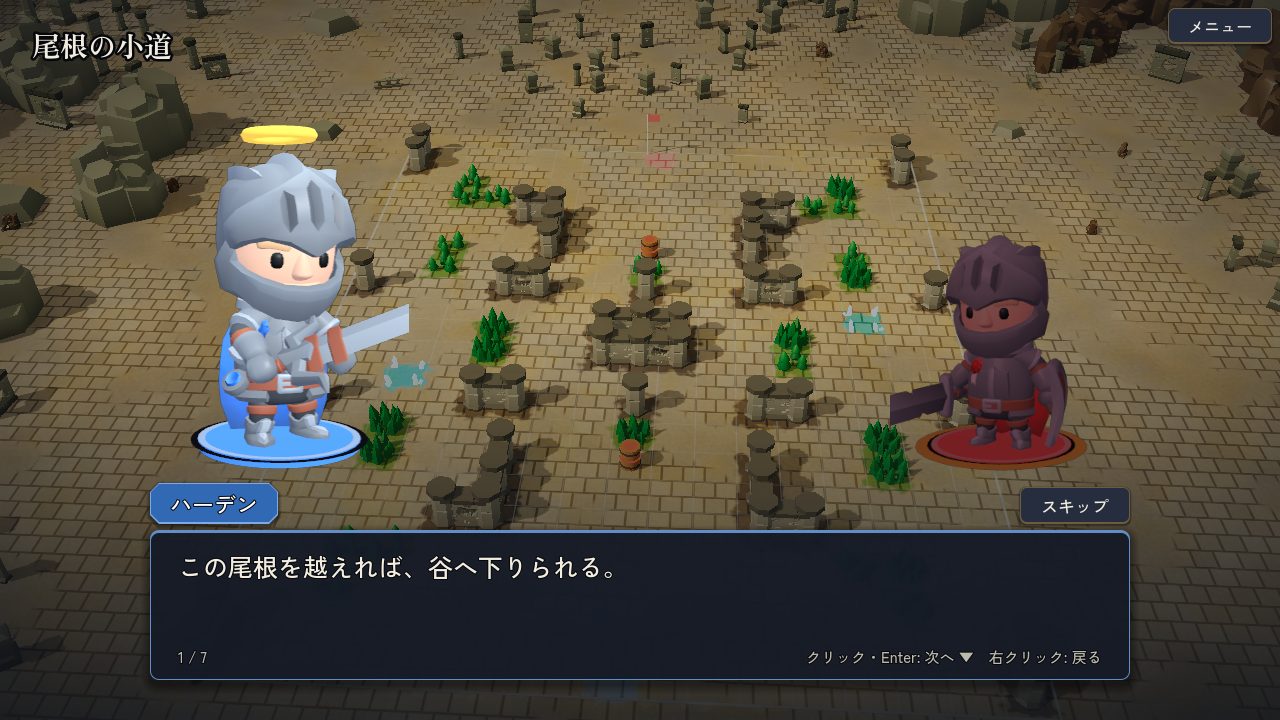 尾根の小道
メニュー
ハーデン
スキップ
この尾根を越えれば、谷へ下りられる。
1 / 7
クリック・Enter: 次へ ▼ 右クリック: 戻る